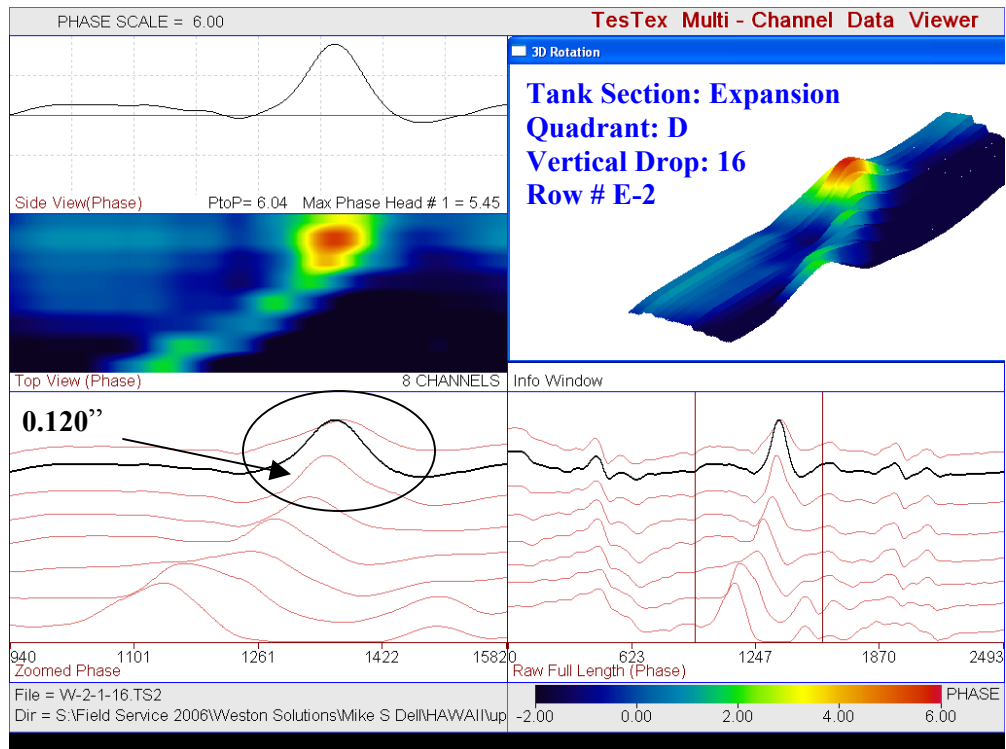 PHASE SCALE = 6.00
TesTex Multi - Channel Data Viewer
3D Rotation
Tank Section: Expansion
Quadrant: D
Vertical Drop: 16
Row # E-2
Side View(Phase) PtoP= 6.04 Max Phase Head # 1 = 5.45
Top View (Phase) 8 CHANNELS
Info Window
0.120”
940 1101 1261 1422 1582
Zoomed Phase
0 623 1247 1870 2493
Raw Full Length (Phase)
File = W-2-1-16.TS2
Dir = S:\Field Service 2006\Weston Solutions\Mike S Dell\HAWAII\up
PHASE
-2.00 0.00 2.00 4.00 6.00